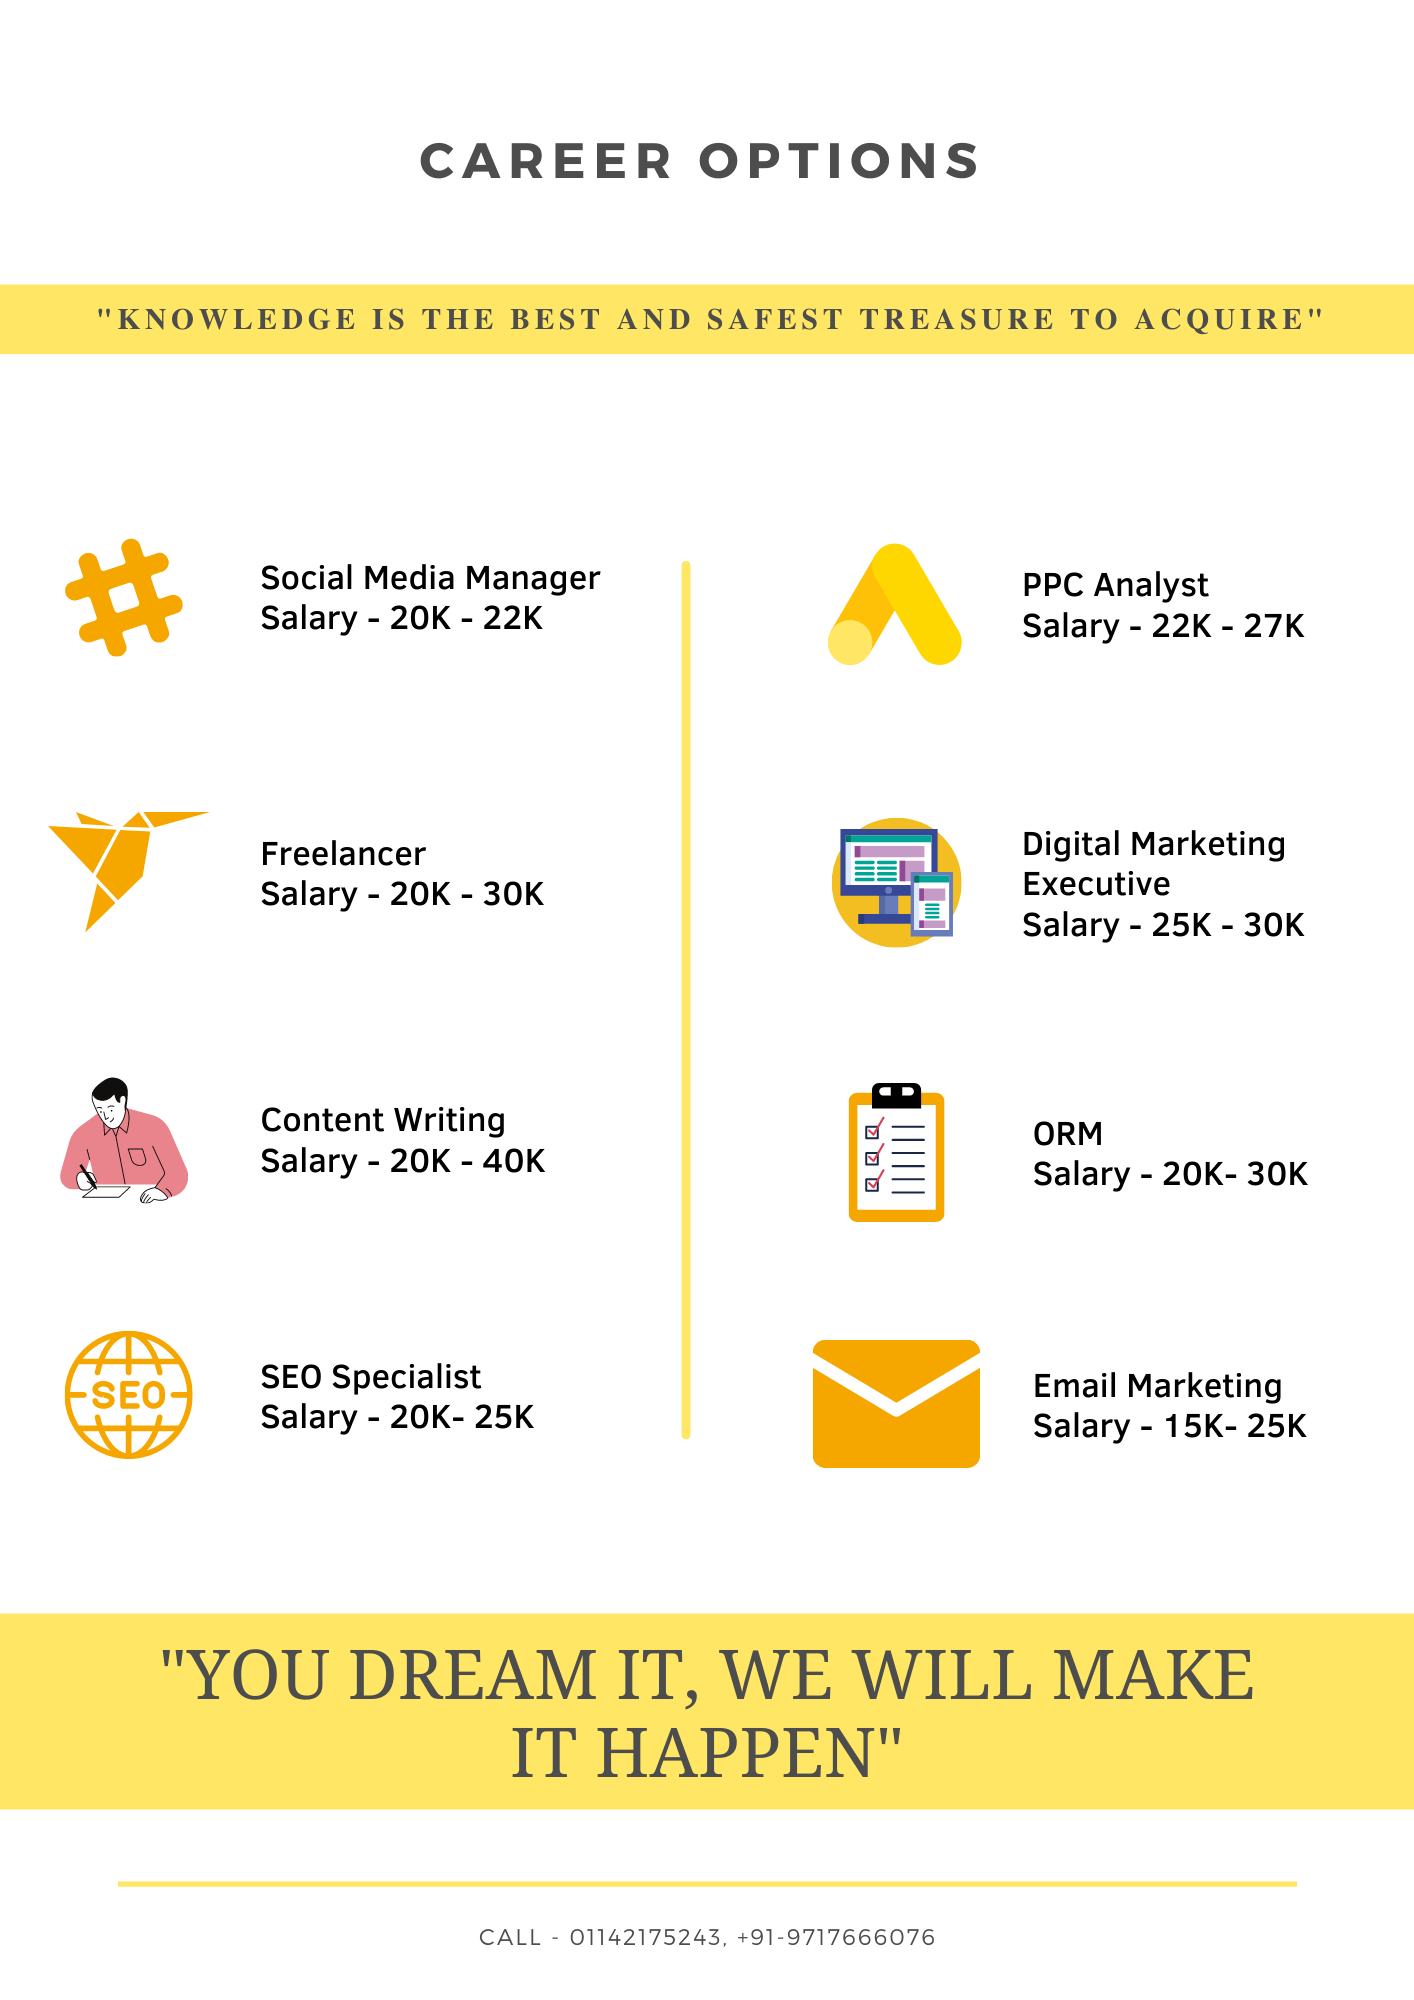 CAREER OPTIONS
"KNOWLEDGE IS THE BEST AND SAFEST TREASURE TO ACQUIRE"
Social Media Manager
Salary - 20K - 22K
Freelancer
Salary - 20K - 30K
Content Writing
Salary - 20K - 40K
SEO
SEO Specialist
Salary - 20K- 25K
PPC Analyst
Salary - 22K - 27K
Digital Marketing
Executive
Salary - 25K - 30K
ORM
Salary - 20K- 30K
Email Marketing
Salary - 15K- 25K
"YOU DREAM IT, WE WILL MAKE
IT HAPPEN"
CALL - 01142175243, +91-9717666076